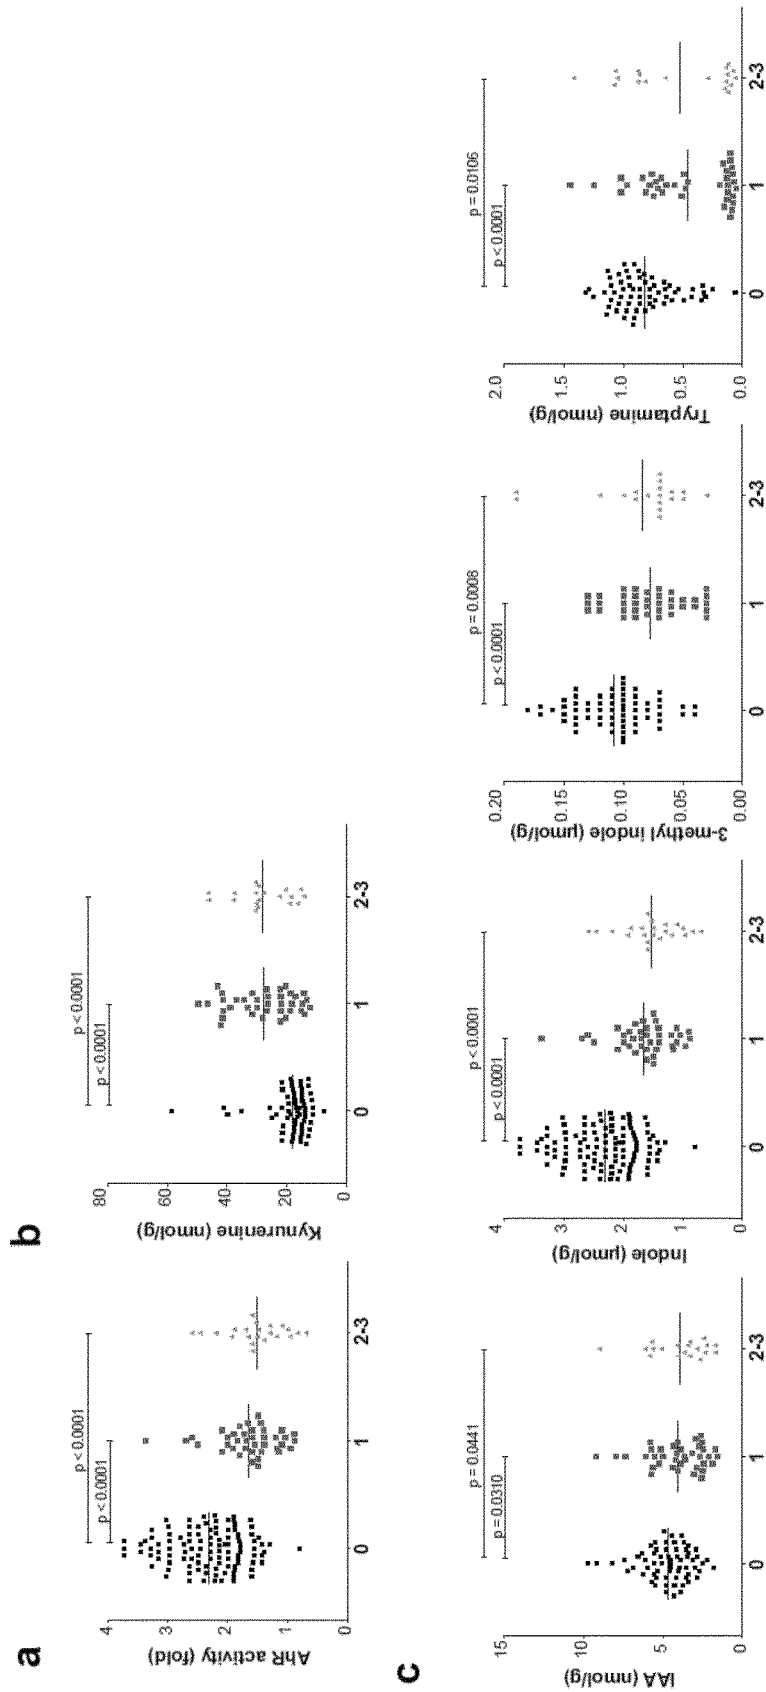 a
AhR activity (fold)
4
3
2
1
0
p < 0.0001
p < 0.0001
0
1
2-3
b
Kynurenine (nmol/g)
80
60
40
20
0
p < 0.0001
p < 0.0001
0
1
2-3
c
IAA (nmol/g)
15
10
5
0
p = 0.0441
p = 0.0310
0
1
2-3
Indole (µmol/g)
4
3
2
1
0
p < 0.0001
p < 0.0001
0
1
2-3
3-methyl indole (µmol/g)
0.20
0.15
0.10
0.05
0.00
p = 0.0008
p < 0.0001
0
1
2-3
Tryptamine (nmol/g)
2.0
1.5
1.0
0.5
0.0
p = 0.0106
p < 0.0001
0
1
2-3